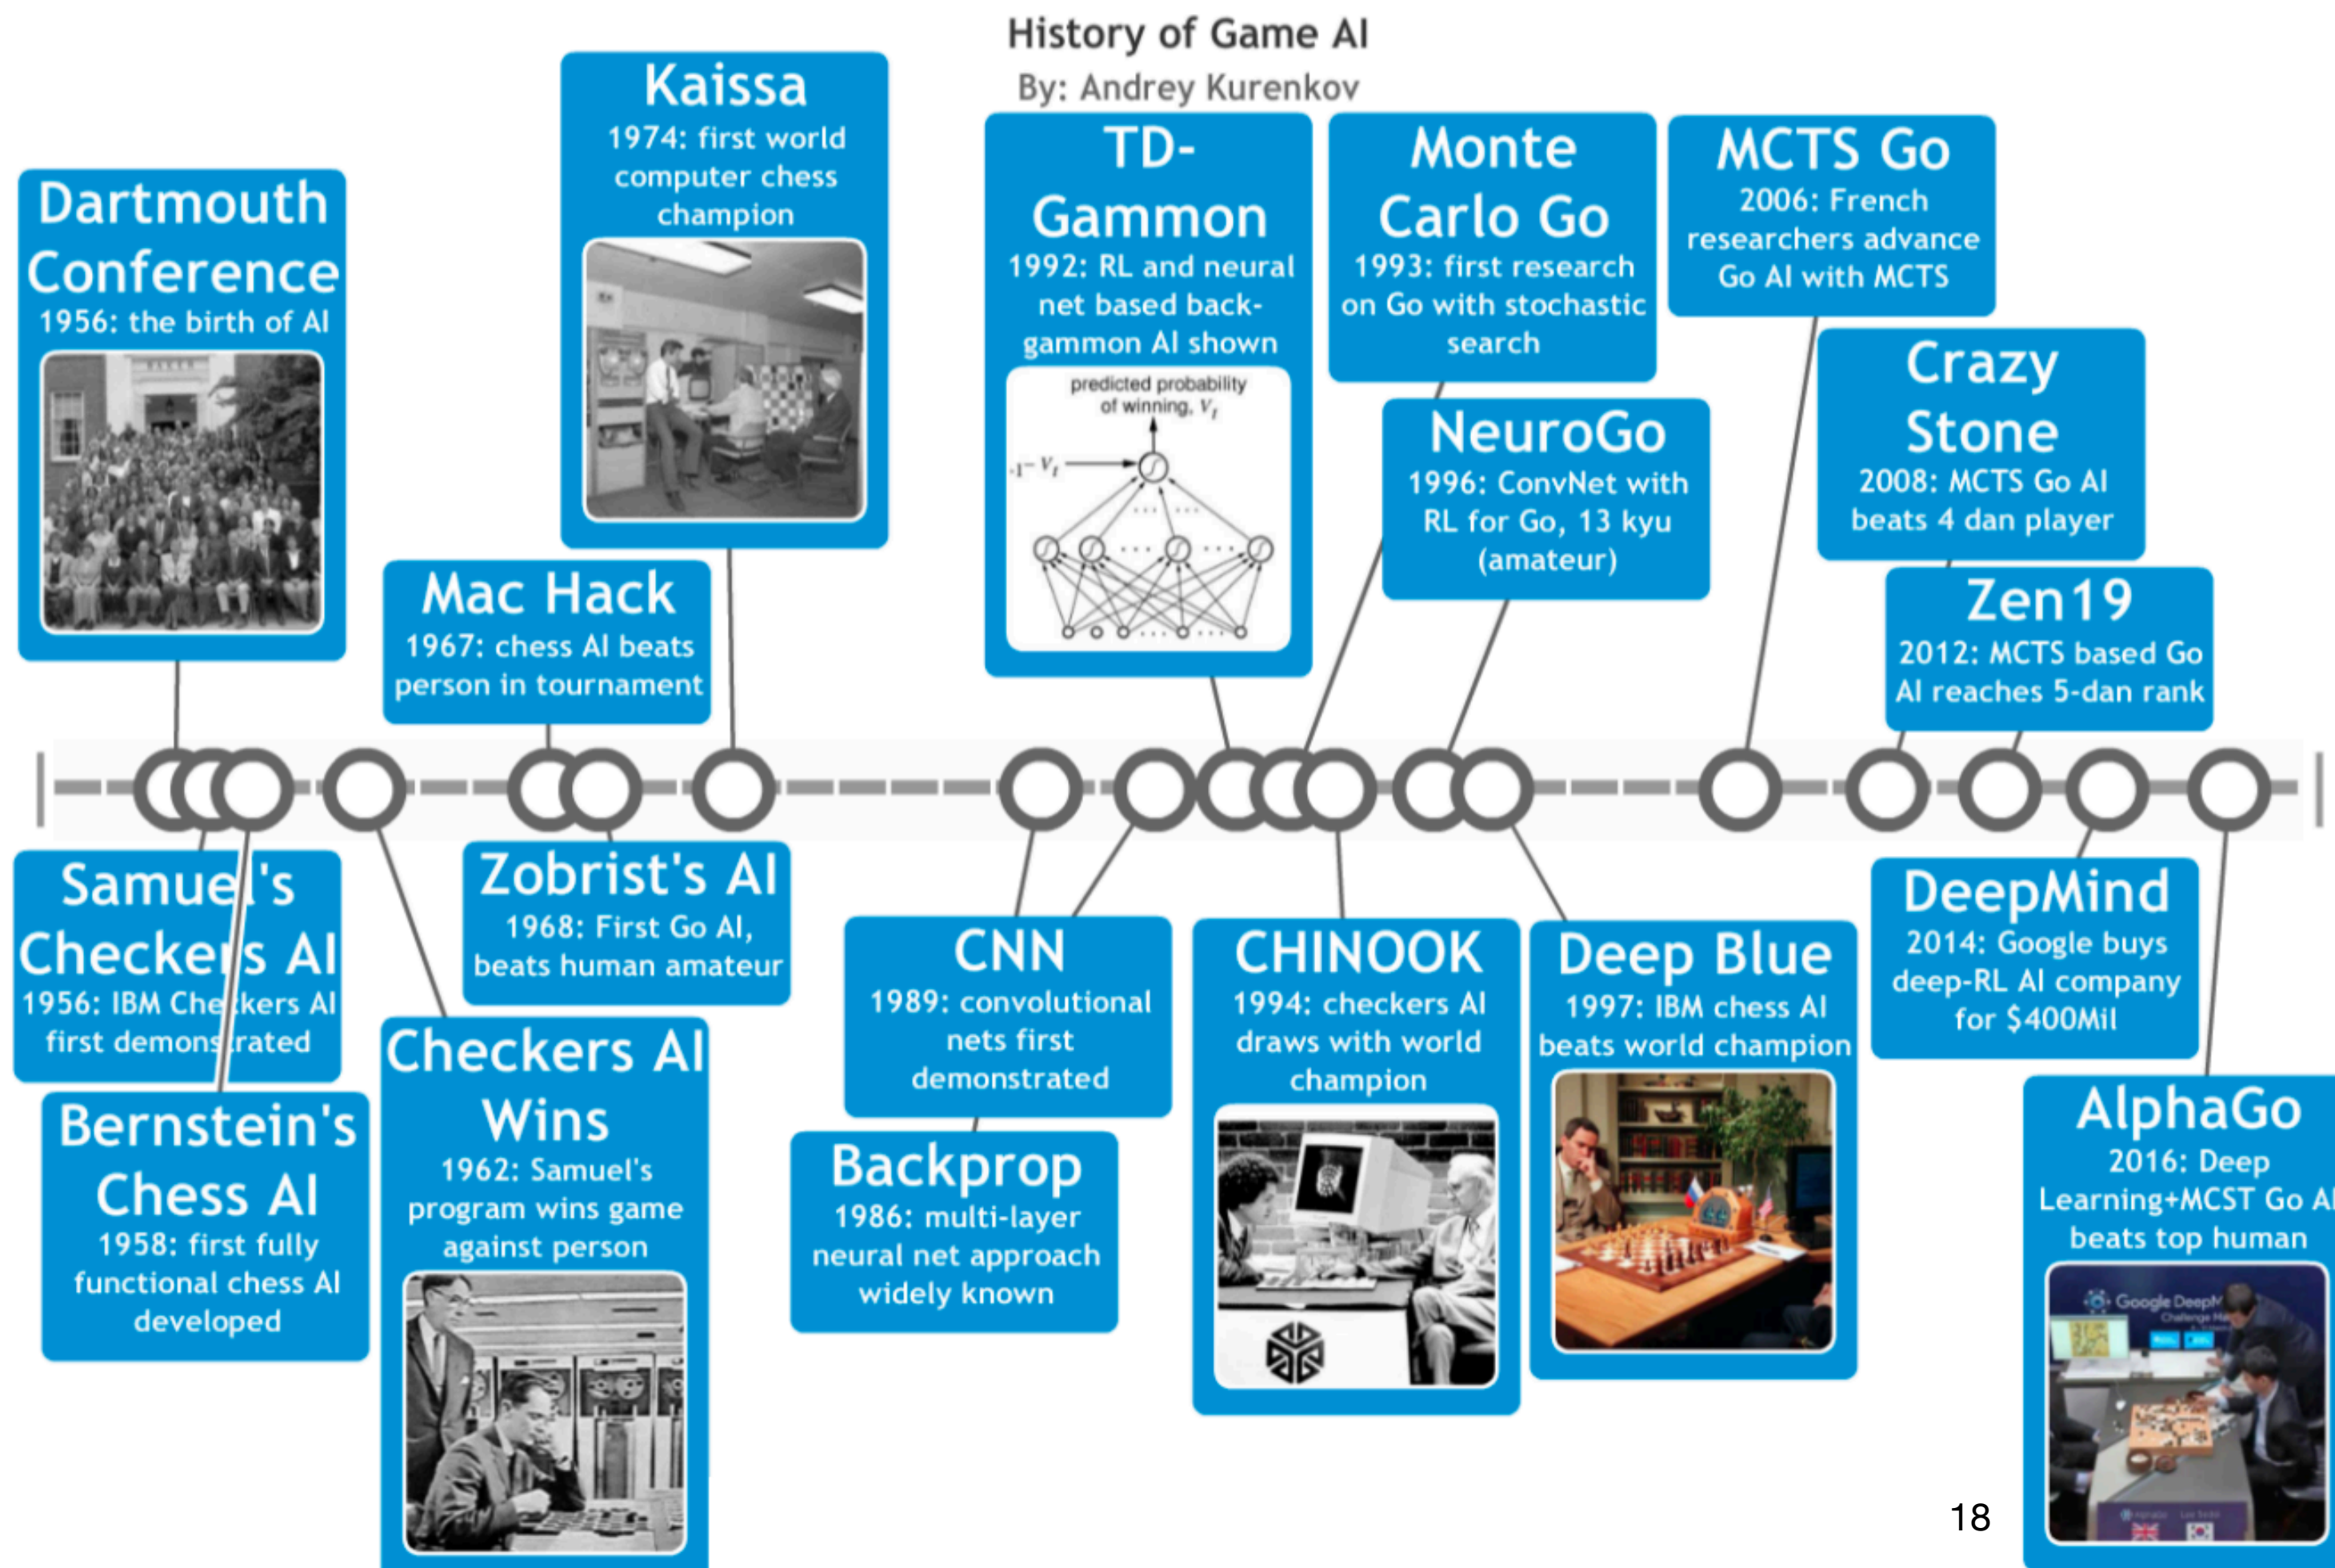 History of Game AI
By: Andrey Kurenkov
Dartmouth
Conference
1956: the birth of AI
Kaissa
1974: first world
computer chess
champion
Mac Hack
1967: chess AI beats
person in tournament
TD-
Gammon
1992: RL and neural
net based back-
gammon AI shown
predicted probability
of winning, V_t
-1- V_t
Monte
Carlo Go
1993: first research
on Go with stochastic
search
NeuroGo
1996: ConvNet with
RL for Go, 13 kyu
(amateur)
MCTS Go
2006: French
researchers advance
Go AI with MCTS
Crazy
Stone
2008: MCTS Go AI
beats 4 dan player
Zen19
2012: MCTS based Go
AI reaches 5-dan rank
Samuel's
Checkers AI
1956: IBM Checkers AI
first demonstrated
Bernstein's
Chess AI
1958: first fully
functional chess AI
developed
Checkers AI
Wins
1962: Samuel's
program wins game
against person
Zobrist's AI
1968: First Go AI,
beats human amateur
CNN
1989: convolutional
nets first
demonstrated
Backprop
1986: multi-layer
neural net approach
widely known
CHINOOK
1994: checkers AI
draws with world
champion
Deep Blue
1997: IBM chess AI
beats world champion
DeepMind
2014: Google buys
deep-RL AI company
for $400Mil
AlphaGo
2016: Deep
Learning+MCST Go AI
beats top human
Google DeepM
Challenge
18